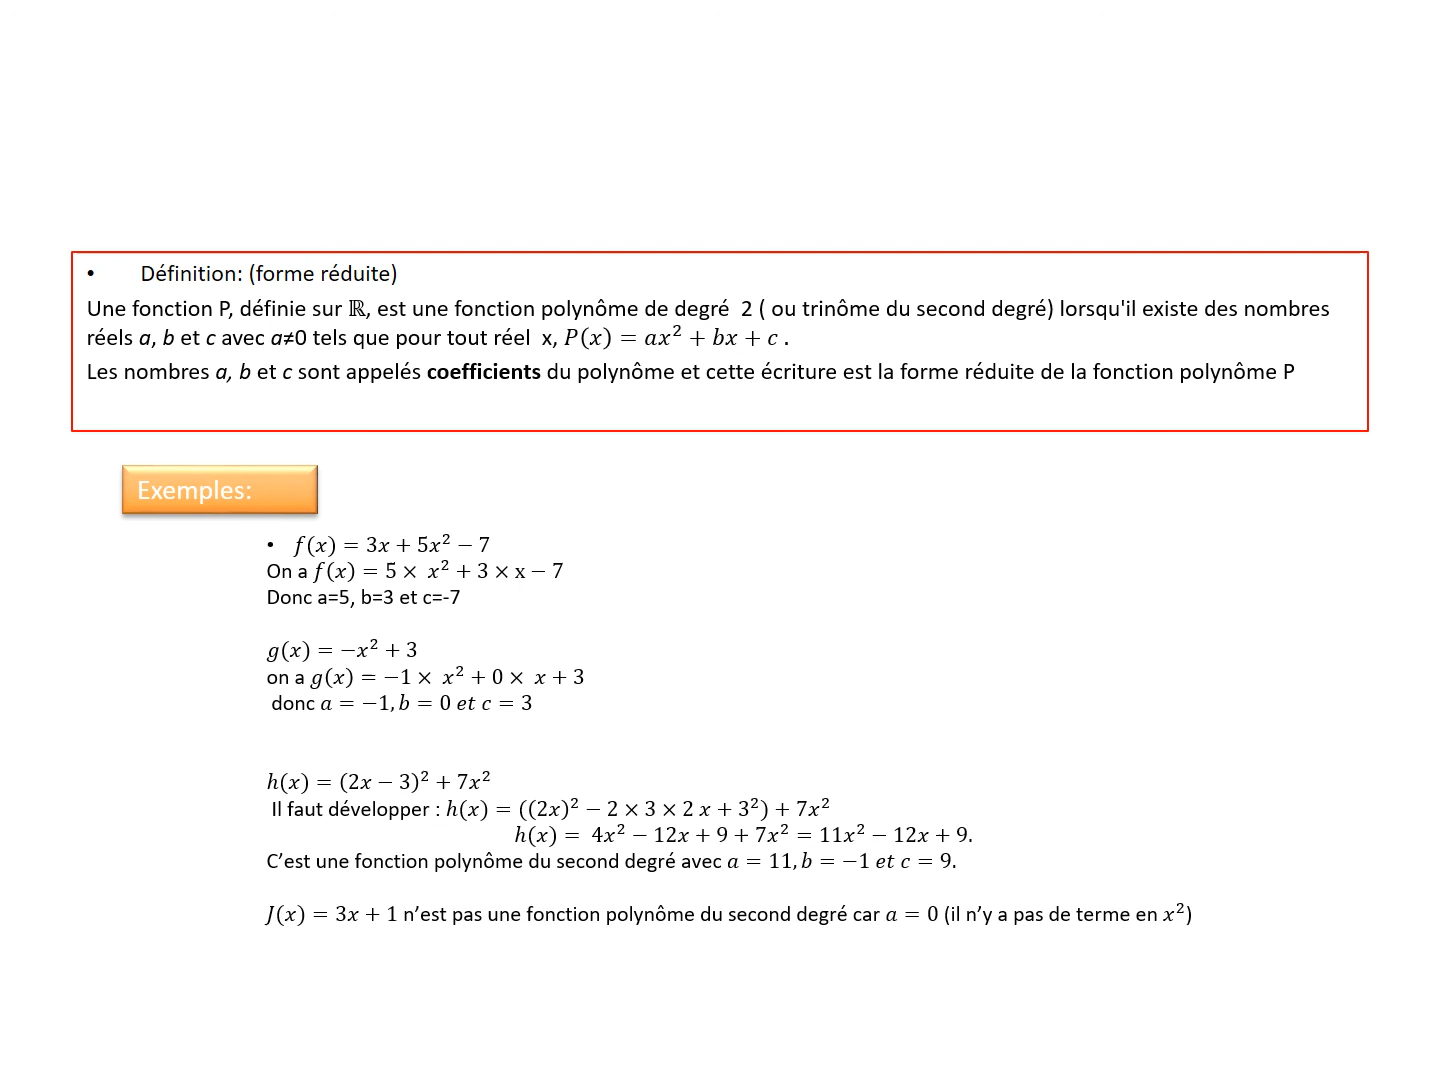 • Définition: (forme réduite)
Une fonction P, définie sur ℝ, est une fonction polynôme de degré 2 ( ou trinôme du second degré) lorsqu'il existe des nombres
réels a, b et c avec a≠0 tels que pour tout réel x, P(x) = ax² + bx + c .
Les nombres a, b et c sont appelés coefficients du polynôme et cette écriture est la forme réduite de la fonction polynôme P
Exemples:
• f(x) = 3x + 5x² − 7
On a f(x) = 5 × x² + 3 × x − 7
Donc a=5, b=3 et c=-7
g(x) = −x² + 3
on a g(x) = −1 × x² + 0 × x + 3
donc a = −1, b = 0 et c = 3
h(x) = (2x − 3)² + 7x²
Il faut développer : h(x) = ((2x)² − 2 × 3 × 2 x + 3²) + 7x²
h(x) = 4x² − 12x + 9 + 7x² = 11x² − 12x + 9.
C’est une fonction polynôme du second degré avec a = 11, b = −1 et c = 9.
J(x) = 3x + 1 n’est pas une fonction polynôme du second degré car a = 0 (il n’y a pas de terme en x²)